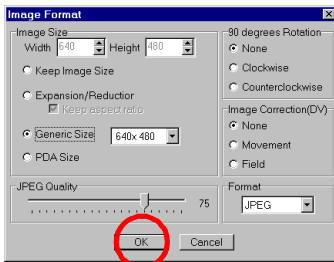 Image Format
Image Size
Width 640 Height 480
Keep Image Size
Expansion/Reduction
Keep aspect ratio
Generic Size 640x 480
PDA Size
90 degrees Rotation
None
Clockwise
Counterclockwise
Image Correction(DV)
None
Movement
Field
JPEG Quality
75
Format
JPEG
OK Cancel